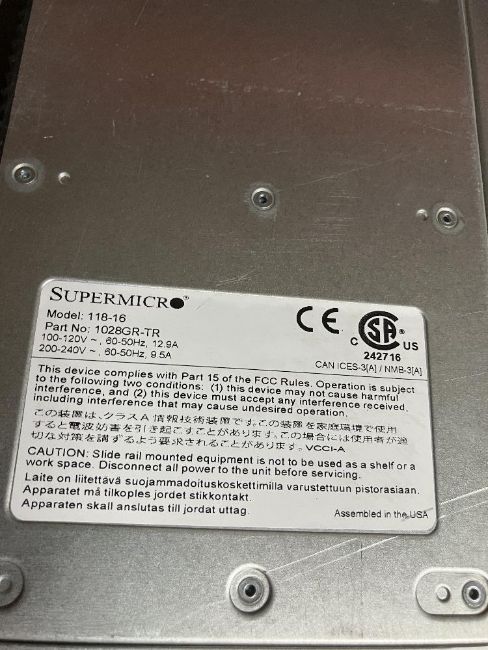 SUPERMICRO
Model: 118-16
Part No: 1028GR-TR
100-120V ~, 60-50Hz, 12.9A
200-240V ~, 60-50Hz, 9.5A
CE
C SA US
242716
CAN ICES-3[A] / NMB-3[A]
This device complies with Part 15 of the FCC Rules. Operation is subject
to the following two conditions: (1) this device may not cause harmful
interference, and (2) this device must accept any interference received,
including interference that may cause undesired operation.
この装置は、クラスA 情報技術装置です。この装置を家庭環境で使用
すると電波妨害を引き起こすことがあります。この場合には使用者が適
切な対策を講ずるよう要求されることがあります。VCCI-A
CAUTION: Slide rail mounted equipment is not to be used as a shelf or a
work space. Disconnect all power to the unit before servicing.
Laite on liitettävä suojamaadoituskoskettimilla varustettuun pistorasiaan.
Apparatet må tilkoples jordet stikkontakt.
Apparaten skall anslutas till jordat uttag.
Assembled in the USA